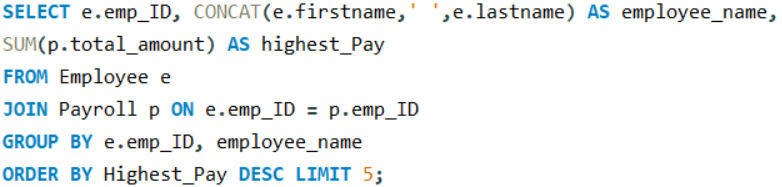 SELECT e.emp_ID, CONCAT(e.firstname,' ',e.lastname) AS employee_name,
SUM(p.total_amount) AS highest_Pay
FROM Employee e
JOIN Payroll p ON e.emp_ID = p.emp_ID
GROUP BY e.emp_ID, employee_name
ORDER BY Highest_Pay DESC LIMIT 5;